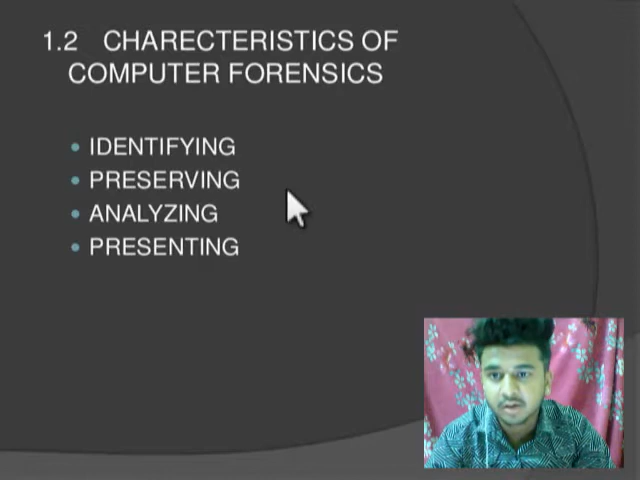 1.2 CHARECTERISTICS OF
COMPUTER FORENSICS
• IDENTIFYING
• PRESERVING
• ANALYZING
• PRESENTING